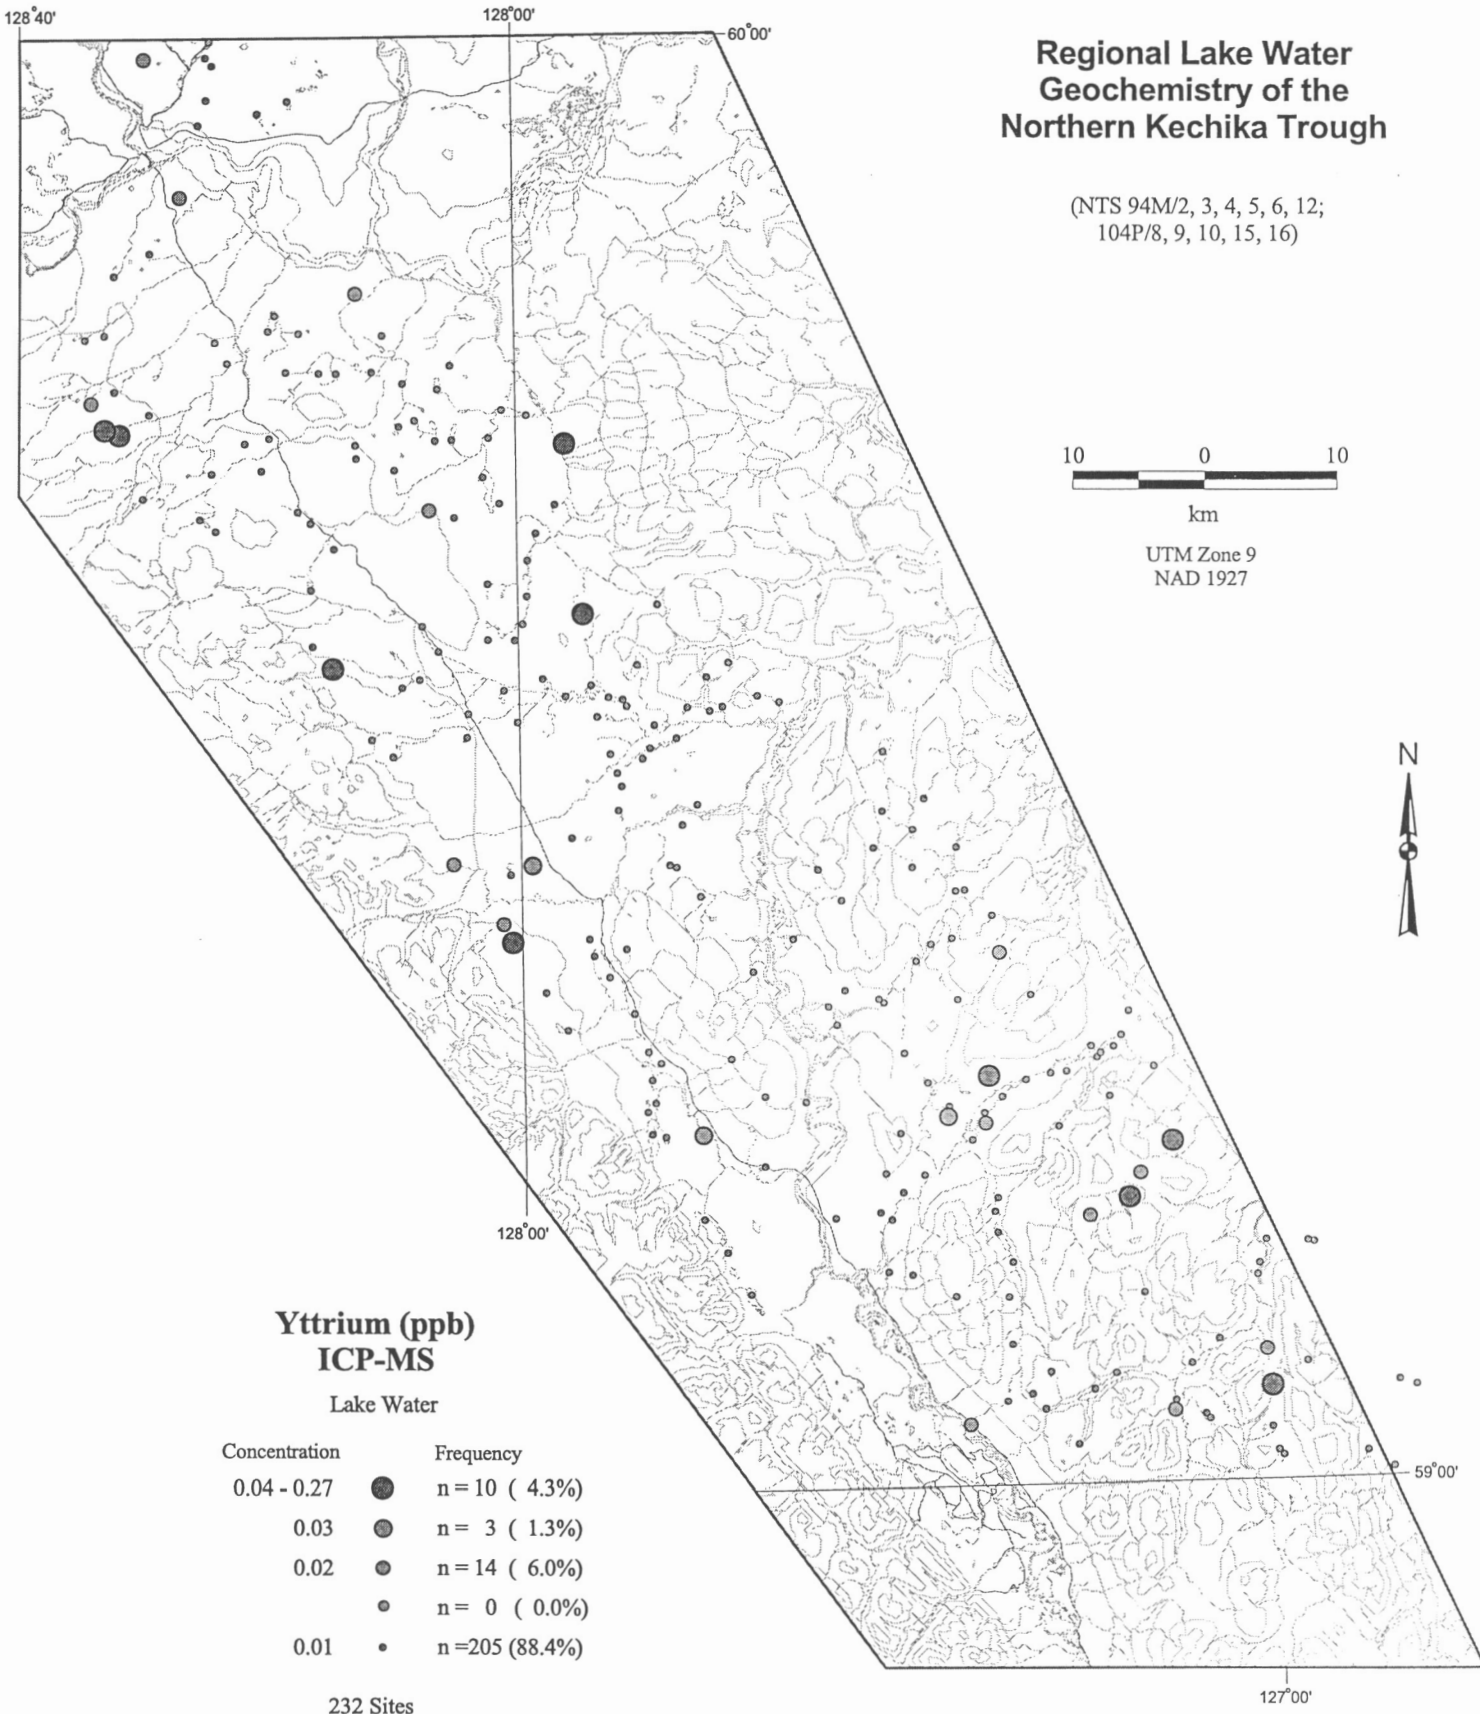 128°40'
128°00'
60°00'
Regional Lake Water
Geochemistry of the
Northern Kechika Trough
(NTS 94M/2, 3, 4, 5, 6, 12;
104P/8, 9, 10, 15, 16)
10 0 10
km
UTM Zone 9
NAD 1927
N
128°00'
Yttrium (ppb)
ICP-MS
Lake Water
Concentration Frequency
0.04 - 0.27 n = 10 ( 4.3%)
0.03 n = 3 ( 1.3%)
0.02 n = 14 ( 6.0%)
n = 0 ( 0.0%)
0.01 n =205 (88.4%)
232 Sites
59°00'
127°00'